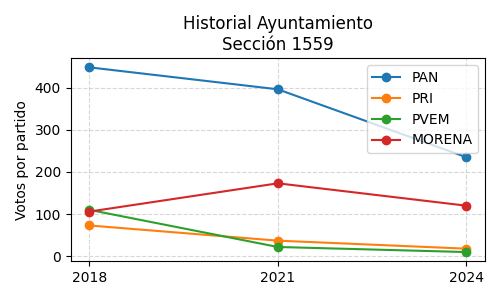 Historial Ayuntamiento
Sección 1559
Votos por partido
400
300
200
100
0
2018
2021
2024
PAN
PRI
PVEM
MORENA